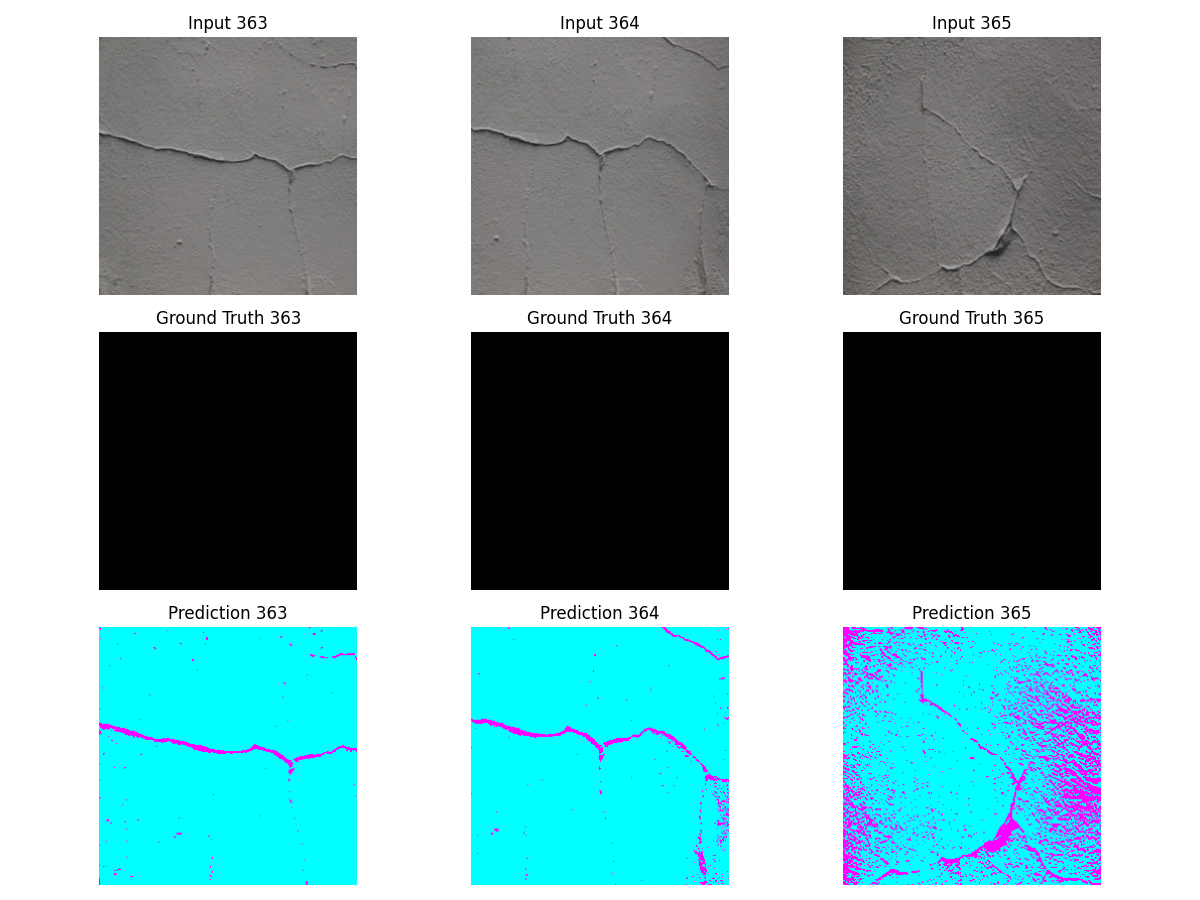 Input 363
Input 364
Input 365
Ground Truth 363
Ground Truth 364
Ground Truth 365
Prediction 363
Prediction 364
Prediction 365